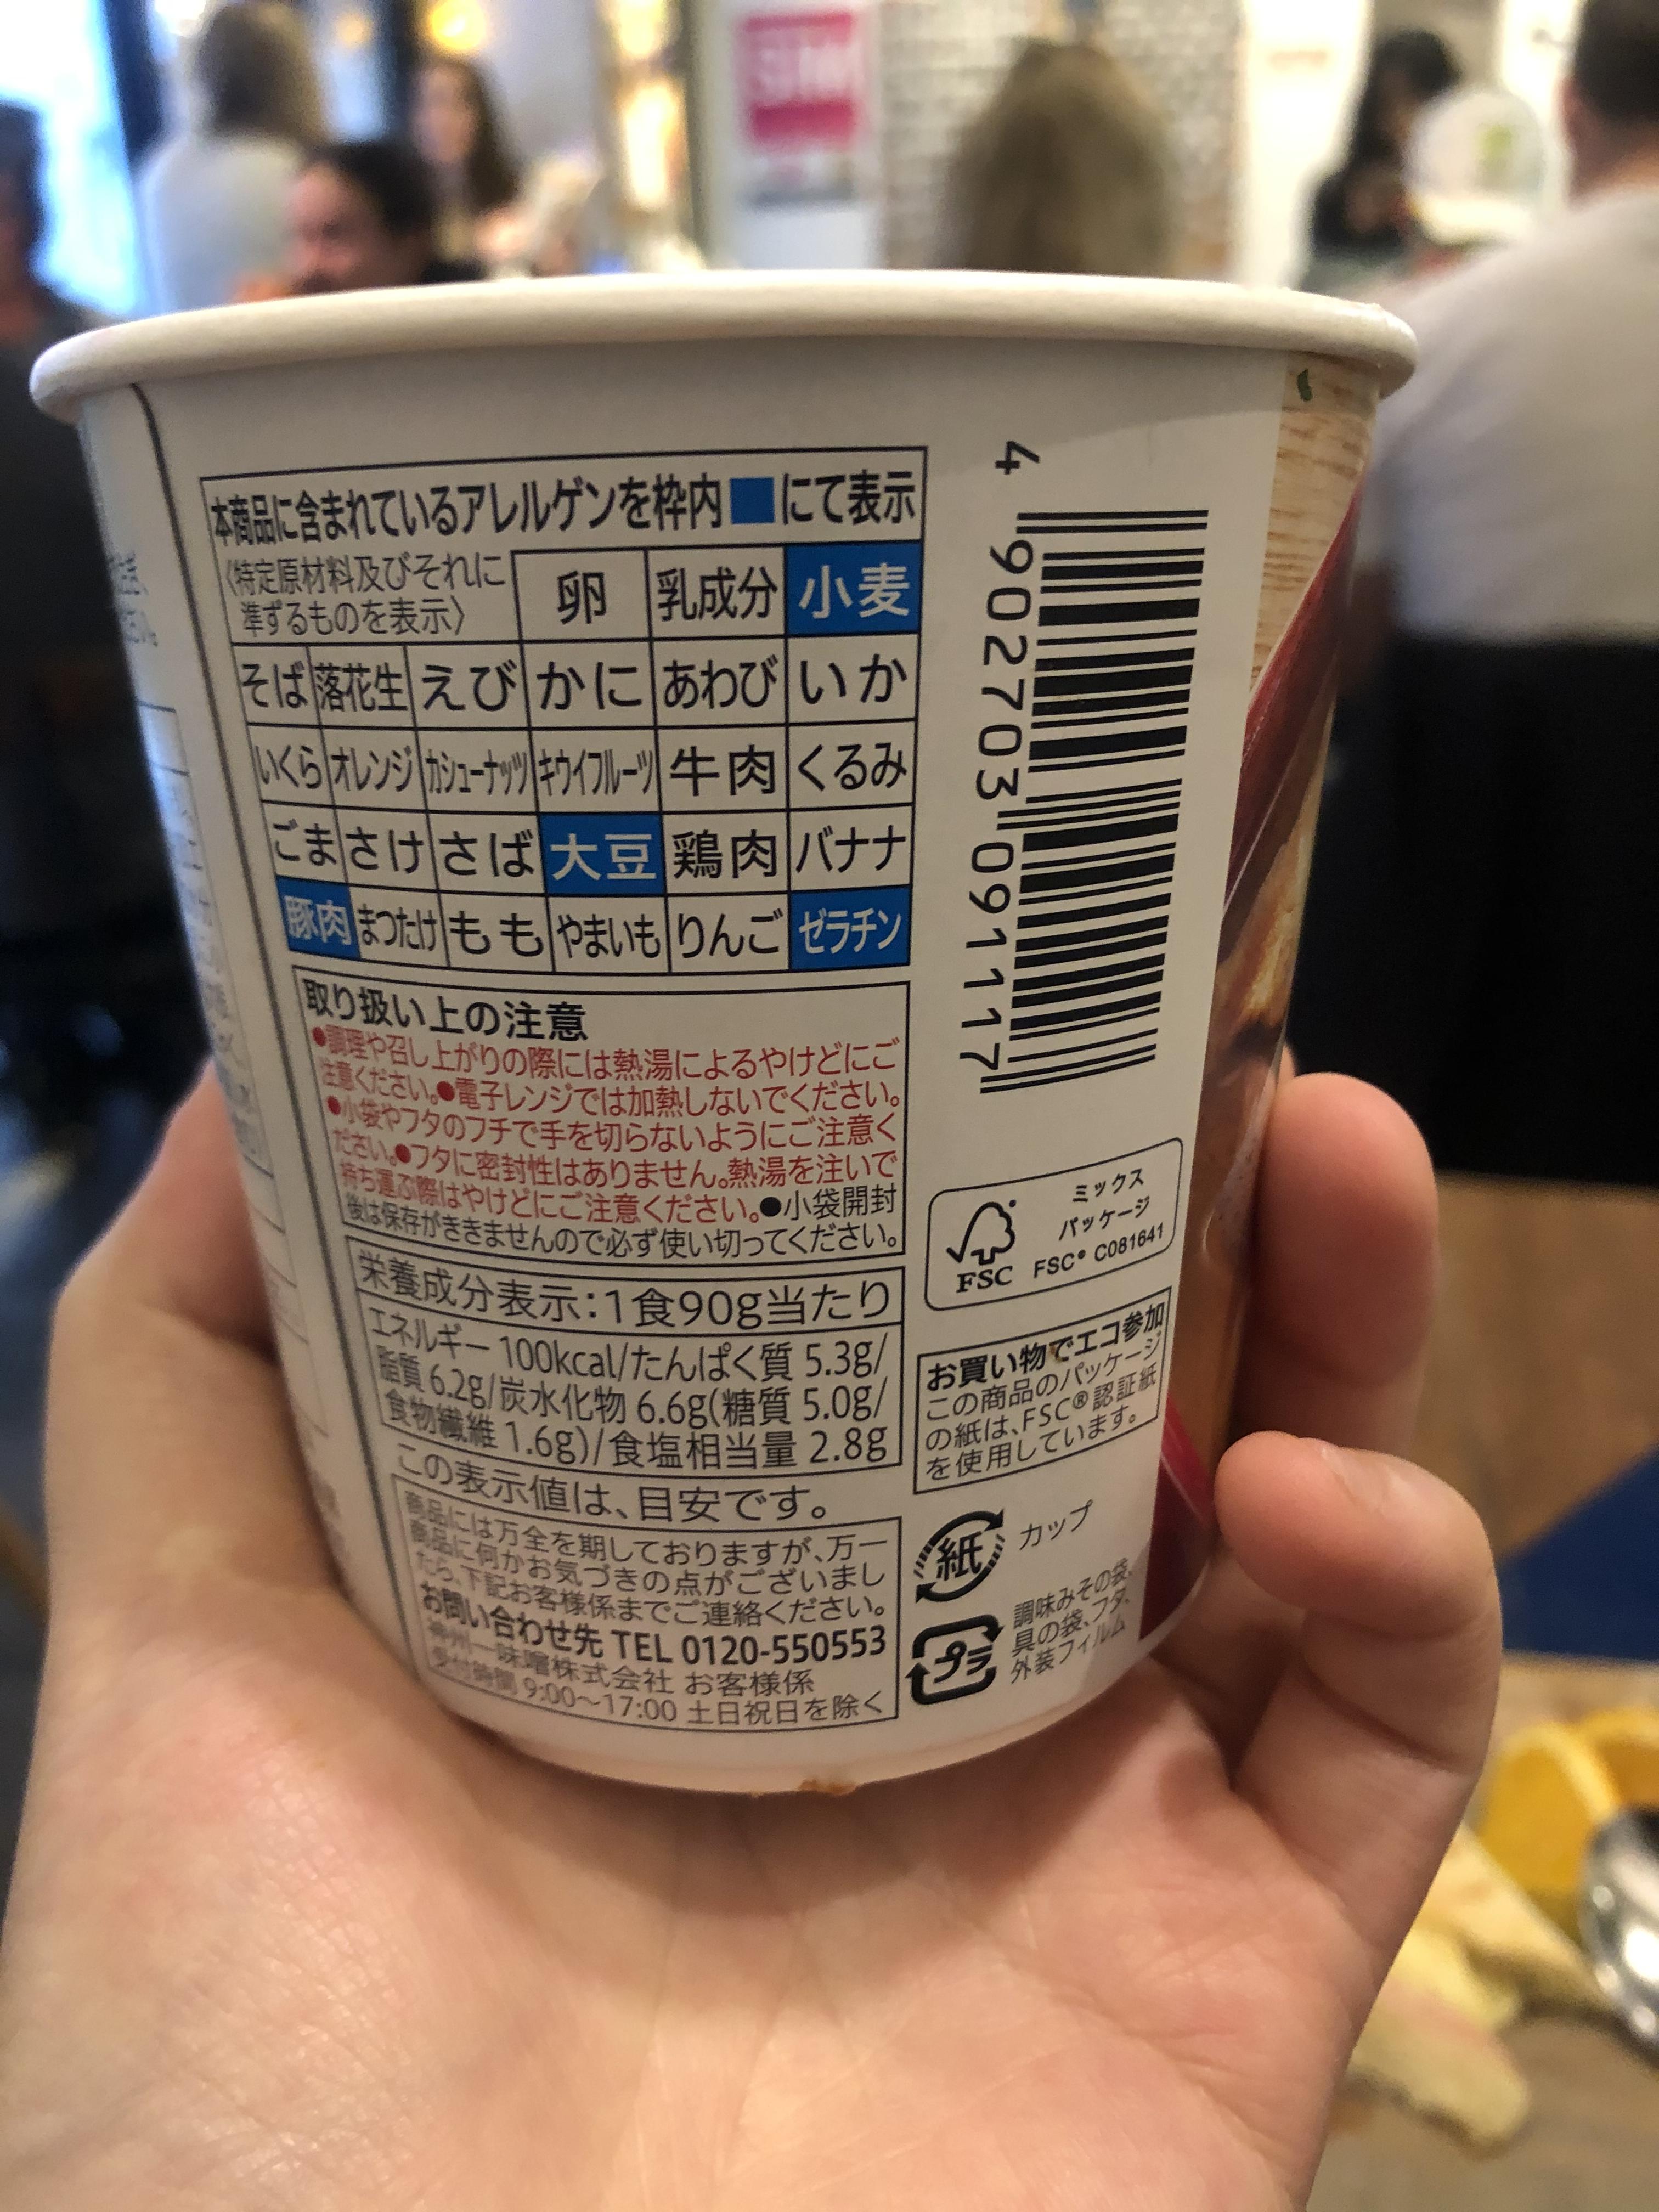 SIM
本商品に含まれているアレルゲンを枠内■にて表示
〈特定原材料及びそれに
準ずるものを表示〉
卵 乳成分 小麦
そば 落花生 えび かに あわび いか
いくら オレンジ カシューナッツ キウイフルーツ 牛肉 くるみ
ごま さけ さば 大豆 鶏肉 バナナ
豚肉 まつたけ もも やまいも りんご ゼラチン
取り扱い上の注意
●調理や召し上がりの際には熱湯によるやけどにご
注意ください。●電子レンジでは加熱しないでください。
●小袋やフタのフチで手を切らないようにご注意く
ださい。●フタに密封性はありません。熱湯を注いで
持ち運ぶ際はやけどにご注意ください。●小袋開封
後は保存がききませんので必ず使い切ってください。
栄養成分表示:1食90g当たり
エネルギー 100kcal/たんぱく質 5.3g/
脂質 6.2g/炭水化物 6.6g(糖質 5.0g/
食物繊維 1.6g)/食塩相当量 2.8g
この表示値は、目安です。
商品には万全を期しておりますが、万一
商品に何かお気づきの点がございまし
たら、下記お客様係までご連絡ください。
お問い合わせ先 TEL 0120-550553
神州一味噌株式会社 お客様係
受付時間 9:00～17:00 土日祝日を除く
4 902703 091117
ミックス
パッケージ
FSC FSC® C081641
お買い物でエコ参加
この商品のパッケージ
の紙は、FSC®認証紙
を使用しています。
紙 カップ
プラ
調味みその袋、
具の袋、フタ、
外装フィルム